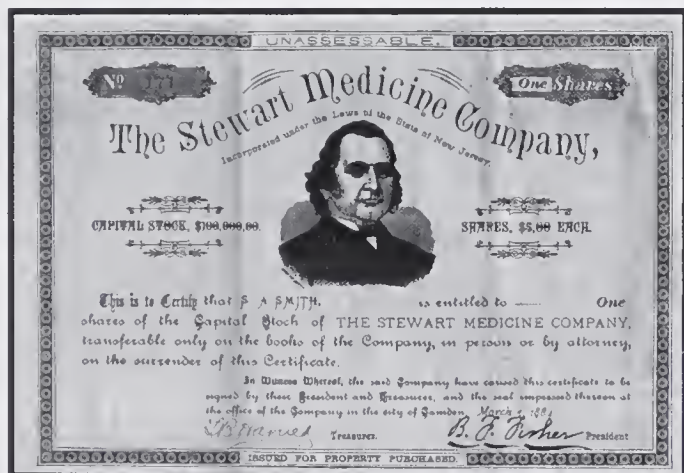 UNASSESSABLE.
No 177
One Shares
The Stewart Medicine Company,
Incorporated under the Laws of the State of New Jersey.
CAPITAL STOCK, $100,000,00.
SHARES, $5,00 EACH.
This is to Certify that S A SMITH. is entitled to — One
shares of the Capital Stock of THE STEWART MEDICINE COMPANY,
transferable only on the books of the Company, in person or by attorney,
on the surrender of this Certificate.
In Witness Whereof, the said Company have caused this certificate to be
signed by their President and Treasurer, and the seal impressed thereon at
the office of the Company in the city of Camden, March
Treasurer. B. F. Fisher President
ISSUED FOR PROPERTY PURCHASED.